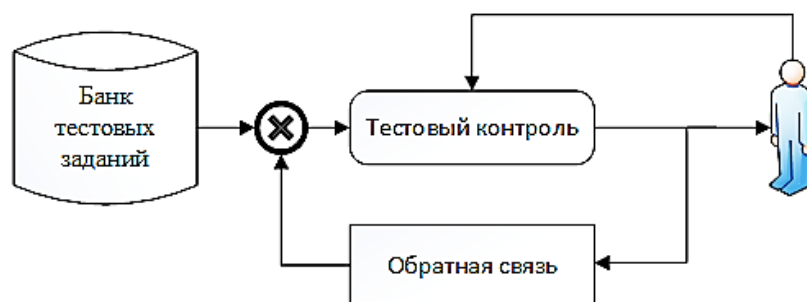 Банк
тестовых
заданий
Тестовый контроль
Обратная связь